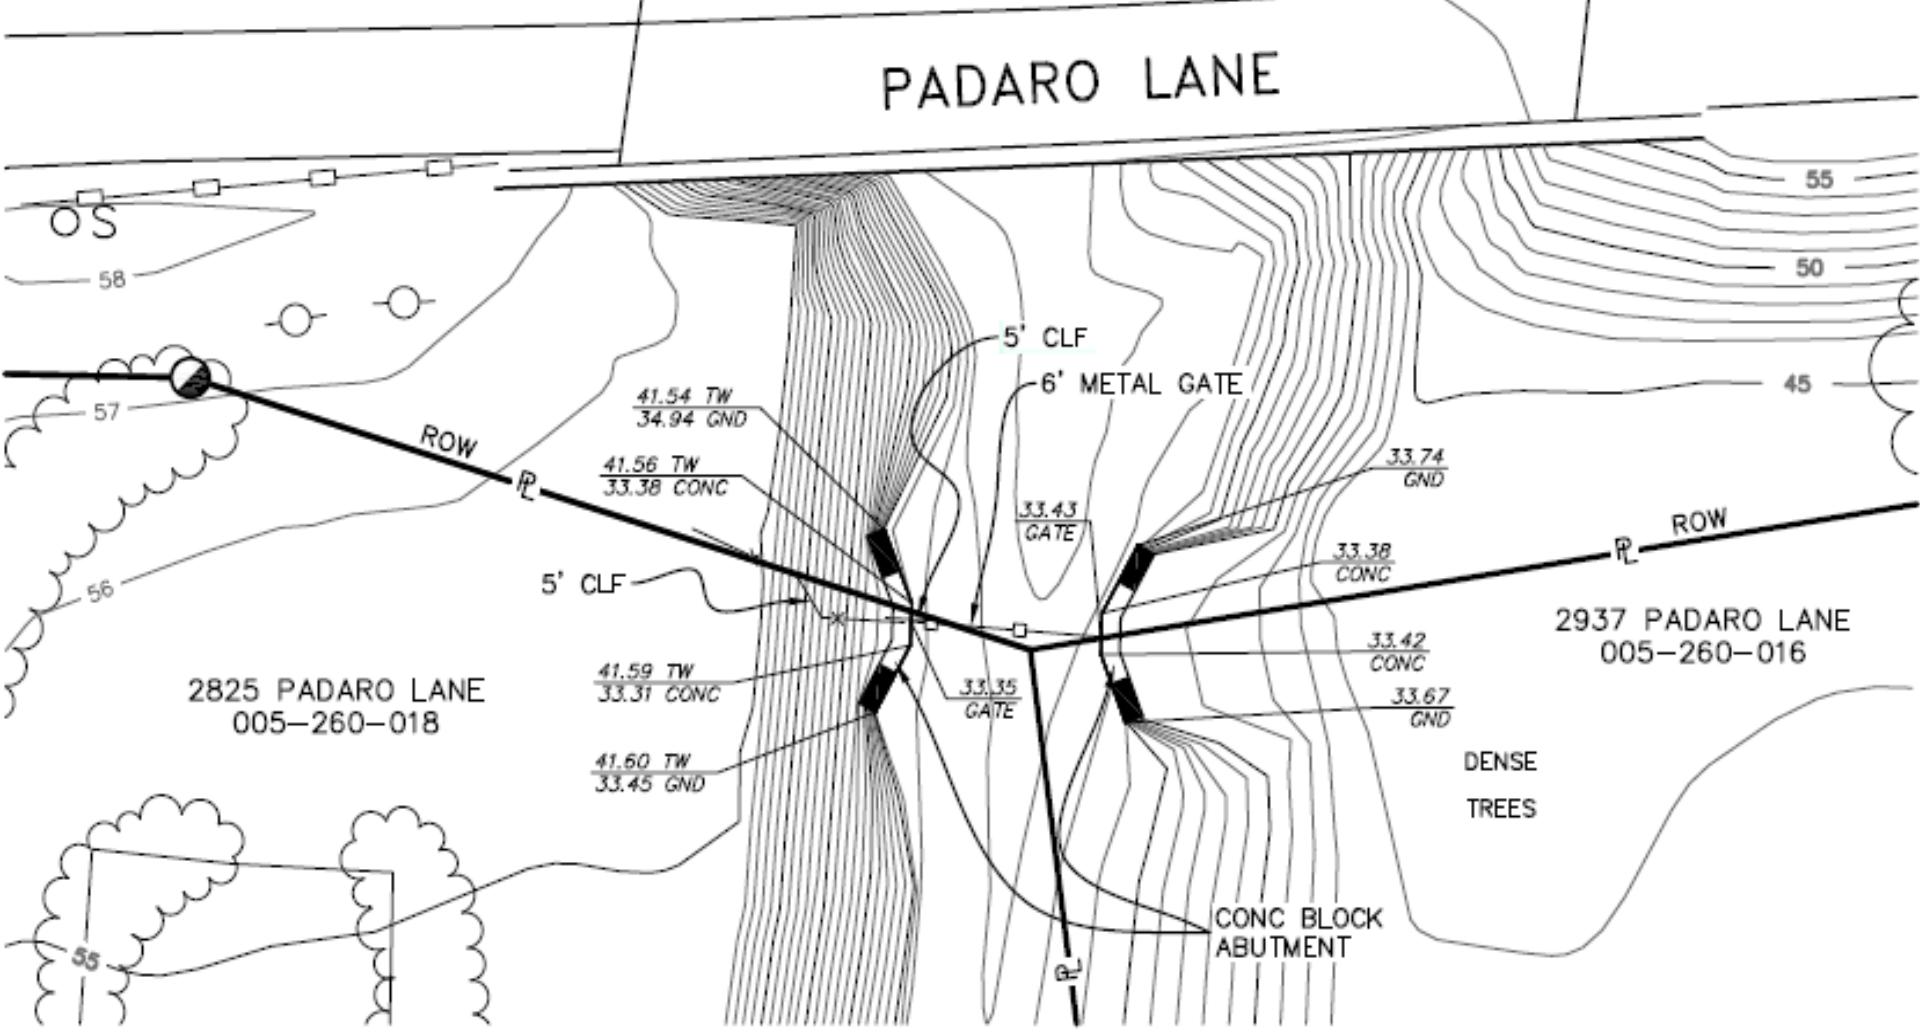 PADARO LANE
55
OS
50
58
5' CLF
6' METAL GATE
45
41.54 TW
34.94 GND
57
ROW
33.74
GND
41.56 TW
33.38 CONC
PL
33.43
GATE
ROW
PL
33.38
CONC
5' CLF
56
2937 PADARO LANE
005-260-016
33.42
CONC
41.59 TW
33.31 CONC
2825 PADARO LANE
005-260-018
33.35
GATE
33.67
GND
41.60 TW
33.45 GND
DENSE
TREES
CONC BLOCK
ABUTMENT
55
PL